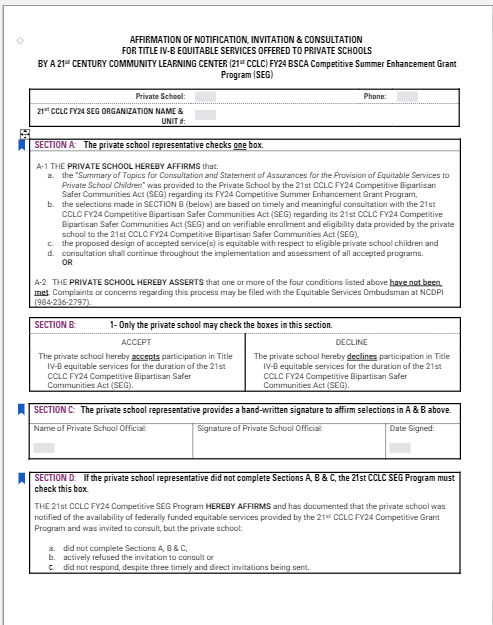 AFFIRMATION OF NOTIFICATION, INVITATION & CONSULTATION
FOR TITLE IV-B EQUITABLE SERVICES OFFERED TO PRIVATE SCHOOLS
BY A 21st CENTURY COMMUNITY LEARNING CENTER (21st CCLC) FY24 BSCA Competitive Summer Enhancement Grant
Program (SEG)
Private School: Phone:
21st CCLC FY24 SEG ORGANIZATION NAME &
UNIT #:
SECTION A: The private school representative checks one box.
A-1 THE PRIVATE SCHOOL HEREBY AFFIRMS that:
a. the "Summary of Topics for Consultation and Statement of Assurances for the Provision of Equitable Services to
Private School Children" was provided to the Private School by the 21st CCLC FY24 Competitive Bipartisan
Safer Communities Act (SEG) regarding its FY24 Competitive Enhancement Grant Program,
b. the selections made in SECTION B (below) are based on timely and meaningful consultation with the 21st
CCLC FY24 Competitive Bipartisan Safer Communities Act (SEG) regarding its 21st CCLC FY24 Competitive
Enhancement Grant Program and on verifiable enrollment and eligibility data provided by the private
school to the 21st CCLC FY24 Competitive Bipartisan Safer Communities Act (SEG),
c. the proposed design of accepted service(s) is equitable with respect to eligible private school children and
d. consultation shall continue throughout the implementation and assessment of all accepted programs.
OR
A-2 THE PRIVATE SCHOOL HEREBY ASSERTS that one or more of the four conditions listed above have not been
met. Complaints or concerns regarding this process may be filed with the Equitable Services Ombudsman at NCDPI
(984-236-2797).
SECTION B: 1- Only the private school may check the boxes in this section.
ACCEPT DECLINE
The private school hereby accepts participation in Title
IV-B equitable services for the duration of the 21st
CCLC FY24 Competitive Bipartisan Safer
Communities Act (SEG).
The private school hereby declines participation in Title
IV-B equitable services for the duration of the 21st
CCLC FY24 Competitive Bipartisan Safer
Communities Act (SEG).
SECTION C: The private school representative provides a hand-written signature to affirm selections in A & B above.
Name of Private School Official: Signature of Private School Official: Date Signed:
SECTION D: If the private school representative did not complete Sections A, B & C, the 21st CCLC SEG Program must
check this box.
THE 21st CCLC FY24 Competitive SEG Program HEREBY AFFIRMS and has documented that the private school was
notified of the availability of federally funded equitable services provided by the 21st CCLC FY24 Competitive Grant
Program and was invited to consult, but the private school:
a. did not complete Sections A, B & C,
b. actively refused the invitation to consult or
c. did not respond, despite three timely and direct invitations being sent.